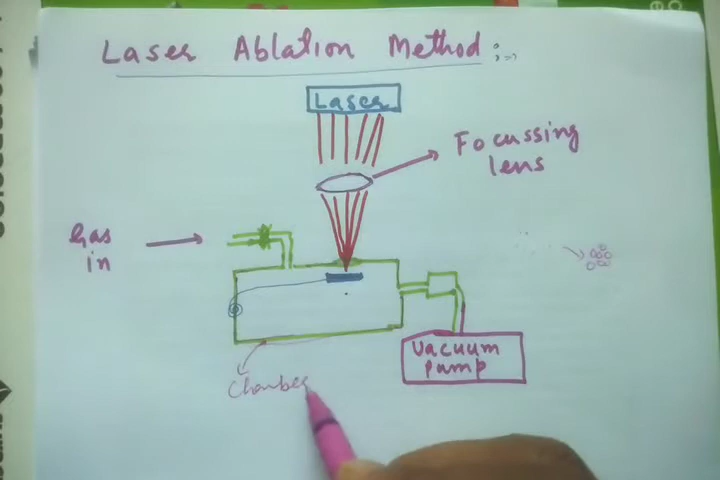 Laser Ablation Method :-
Laser
Focussing
lens
Gas
in
Vacuum
pump
Chamber